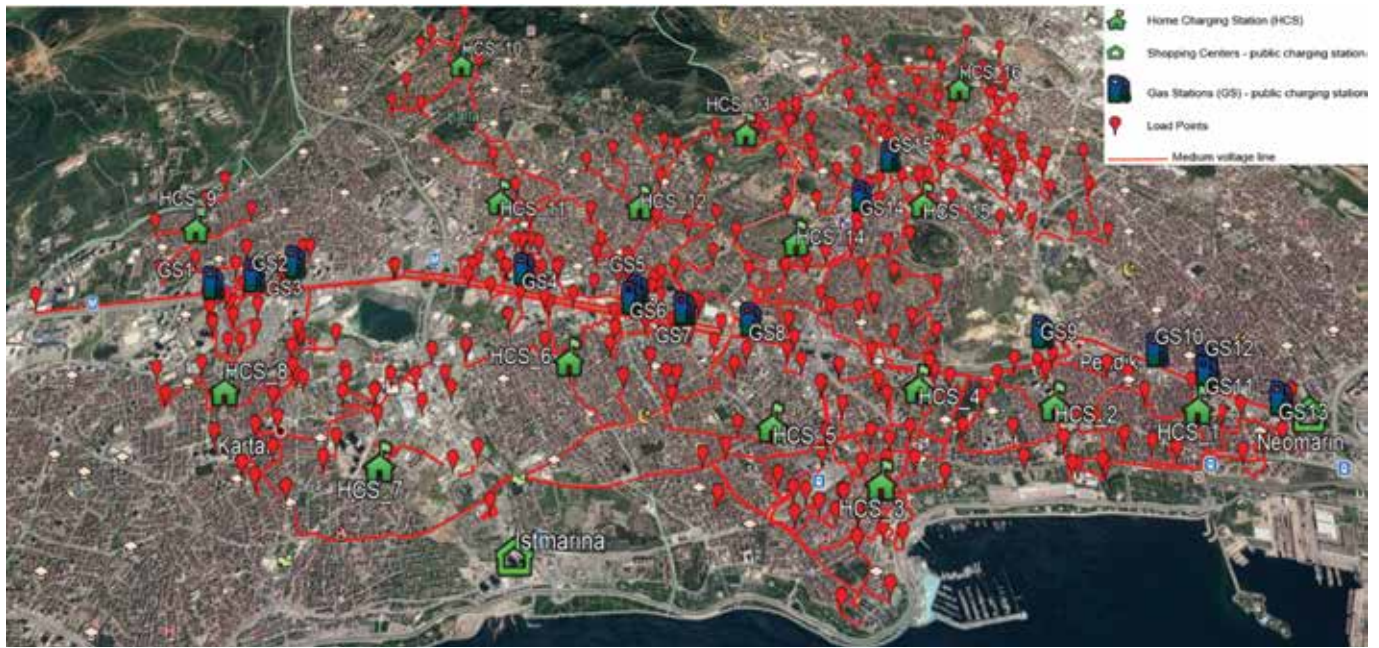 Home Charging Station (HCS)
Shopping Centers - public charging station
Gas Stations (GS) - public charging station
Load Points
Medium voltage line
HCS_10
HCS_16
HCS_13
GS15
HCS_9
HCS_11
HCS_12
GS14
HCS_15
HCS_14
GS1
GS2
GS3
GS4
GS5
GS6
GS7
GS8
GS9
GS10
GS12
Pendik
HCS_6
HCS_8
GS11
HCS_4
HCS_2
HCS_1
GS13
HCS_5
Neomarin
Kartal
HCS_7
HCS_3
Istmarina